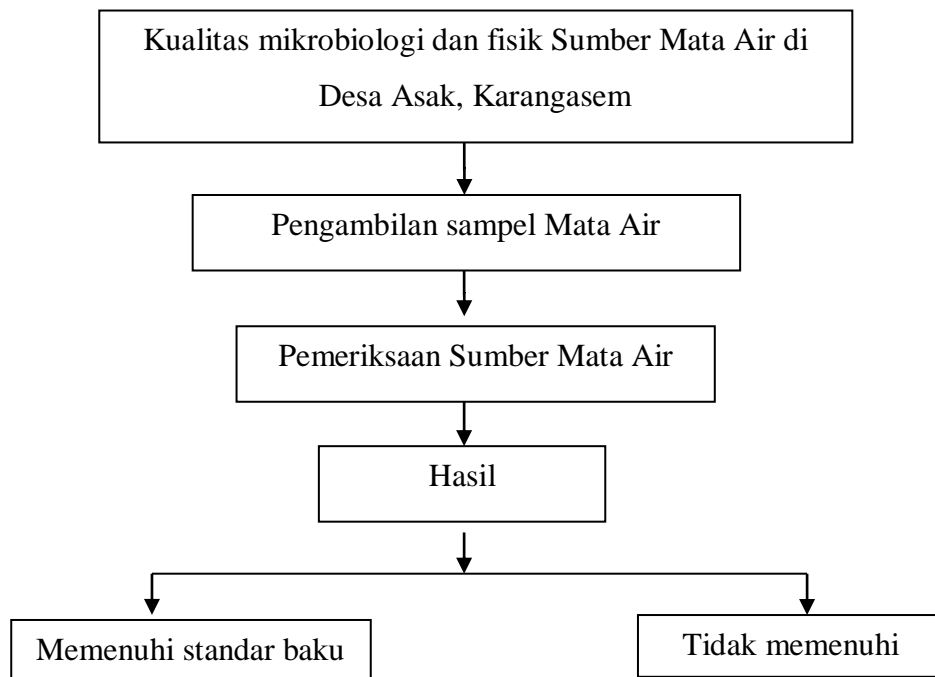 Kualitas mikrobiologi dan fisik Sumber Mata Air di
Desa Asak, Karangasem
Pengambilan sampel Mata Air
Pemeriksaan Sumber Mata Air
Hasil
Memenuhi standar baku
Tidak memenuhi